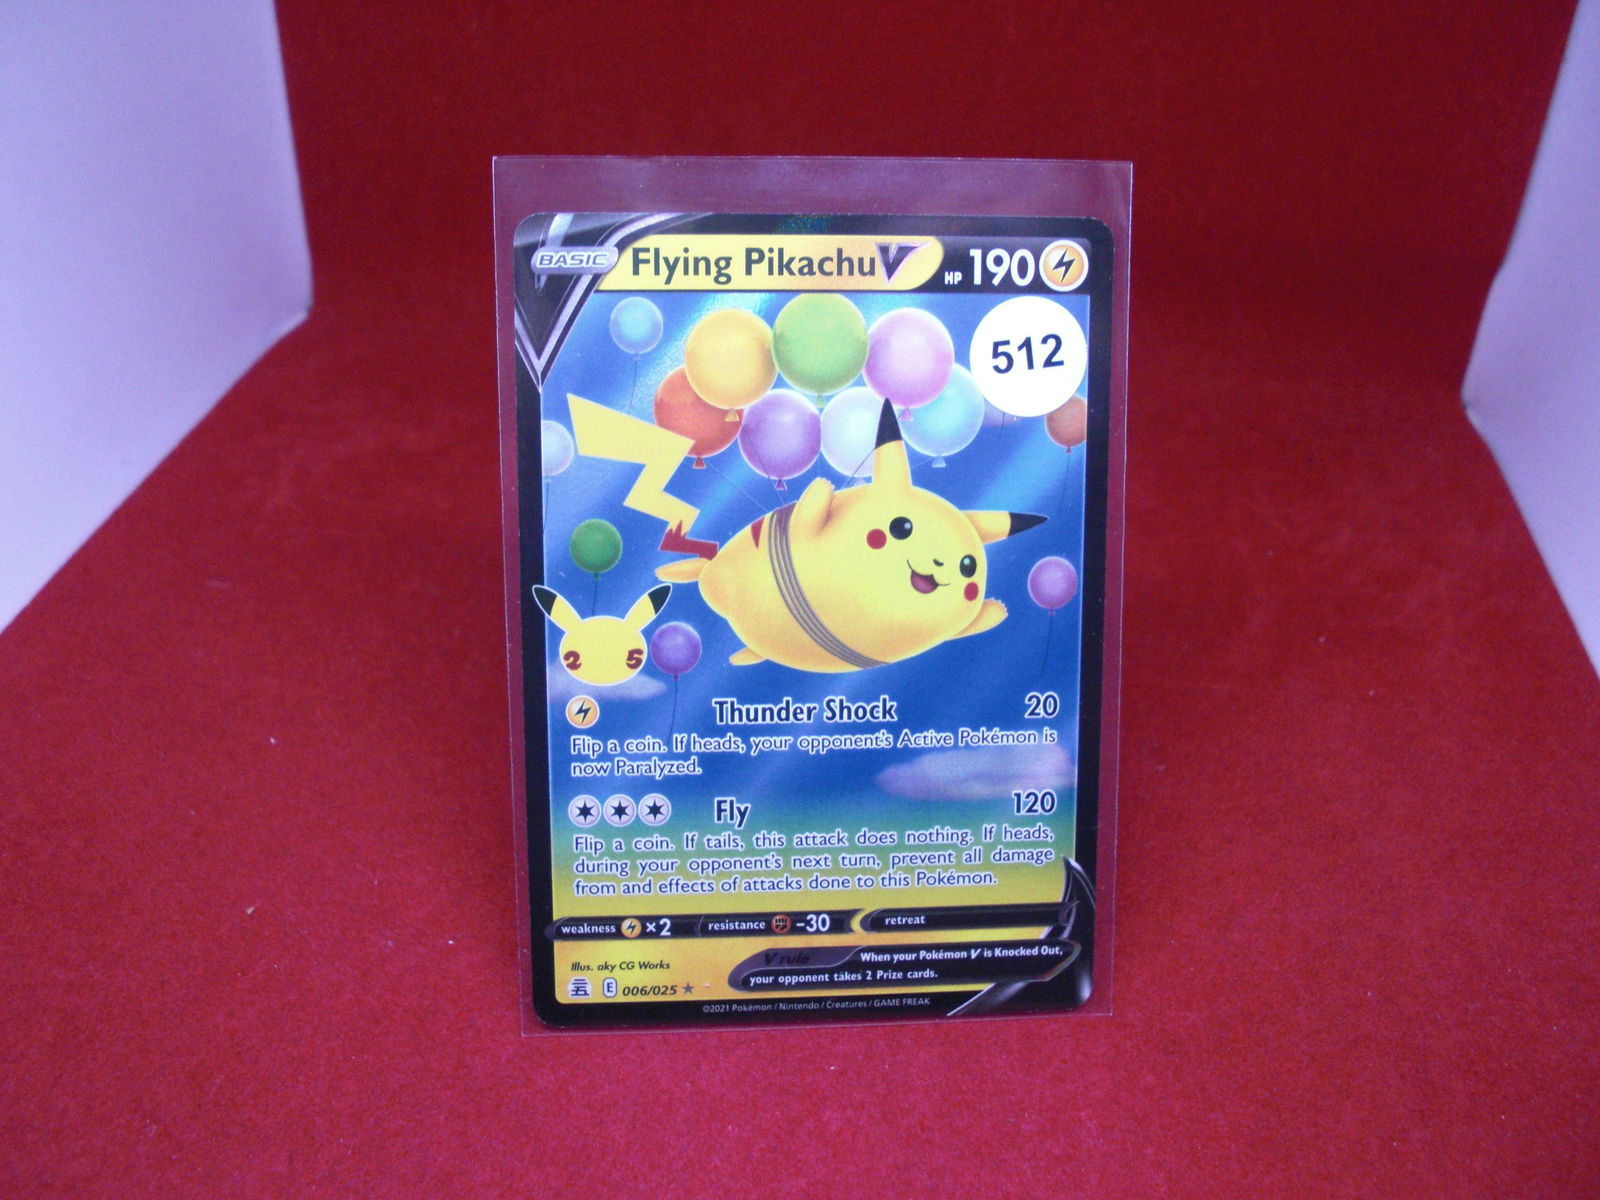 BASIC Flying Pikachu V HP 190
512
2 5
Thunder Shock 20
Flip a coin. If heads, your opponent's Active Pokémon is
now Paralyzed.
Fly 120
Flip a coin. If tails, this attack does nothing. If heads,
during your opponent's next turn, prevent all damage
from and effects of attacks done to this Pokémon.
weakness ×2 resistance -30 retreat
V rule When your Pokémon V is Knocked Out,
your opponent takes 2 Prize cards.
Illus. aky CG Works
E 006/025 ★
©2021 Pokémon / Nintendo / Creatures / GAME FREAK